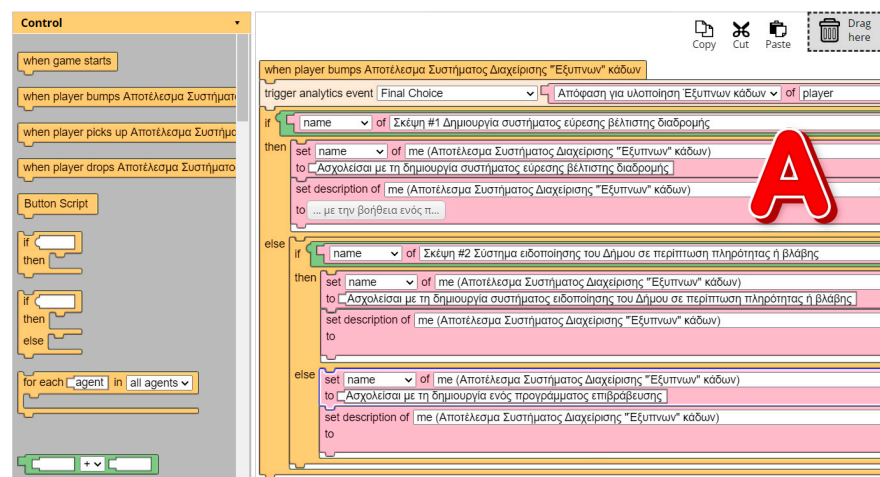 Control
when game starts
when player bumps Αποτέλεσμα Συστήματ
when player picks up Αποτέλεσμα Συστήμα
when player drops Αποτέλεσμα Συστήματο
Button Script
if
then
if
then
else
for each agent in all agents
+
Copy
Cut
Paste
Drag here
when player bumps Αποτέλεσμα Συστήματος Διαχείρισης "Έξυπνων" κάδων
trigger analytics event Final Choice Απόφαση για υλοποίηση Έξυπνων κάδων of player
if name of Σκέψη #1 Δημιουργία συστήματος εύρεσης βέλτιστης διαδρομής
then set name of me (Αποτέλεσμα Συστήματος Διαχείρισης "Έξυπνων" κάδων)
to Ασχολείσαι με τη δημιουργία συστήματος εύρεσης βέλτιστης διαδρομής
set description of me (Αποτέλεσμα Συστήματος Διαχείρισης "Έξυπνων" κάδων)
to ... με την βοήθεια ενός π...
else if name of Σκέψη #2 Σύστημα ειδοποίησης του Δήμου σε περίπτωση πληρότητας ή βλάβης
then set name of me (Αποτέλεσμα Συστήματος Διαχείρισης "Έξυπνων" κάδων)
to Ασχολείσαι με τη δημιουργία συστήματος ειδοποίησης του Δήμου σε περίπτωση πληρότητας ή βλάβης
set description of me (Αποτέλεσμα Συστήματος Διαχείρισης "Έξυπνων" κάδων)
to
else set name of me (Αποτέλεσμα Συστήματος Διαχείρισης "Έξυπνων" κάδων)
to Ασχολείσαι με τη δημιουργία ενός προγράμματος επιβράβευσης
set description of me (Αποτέλεσμα Συστήματος Διαχείρισης "Έξυπνων" κάδων)
to
A